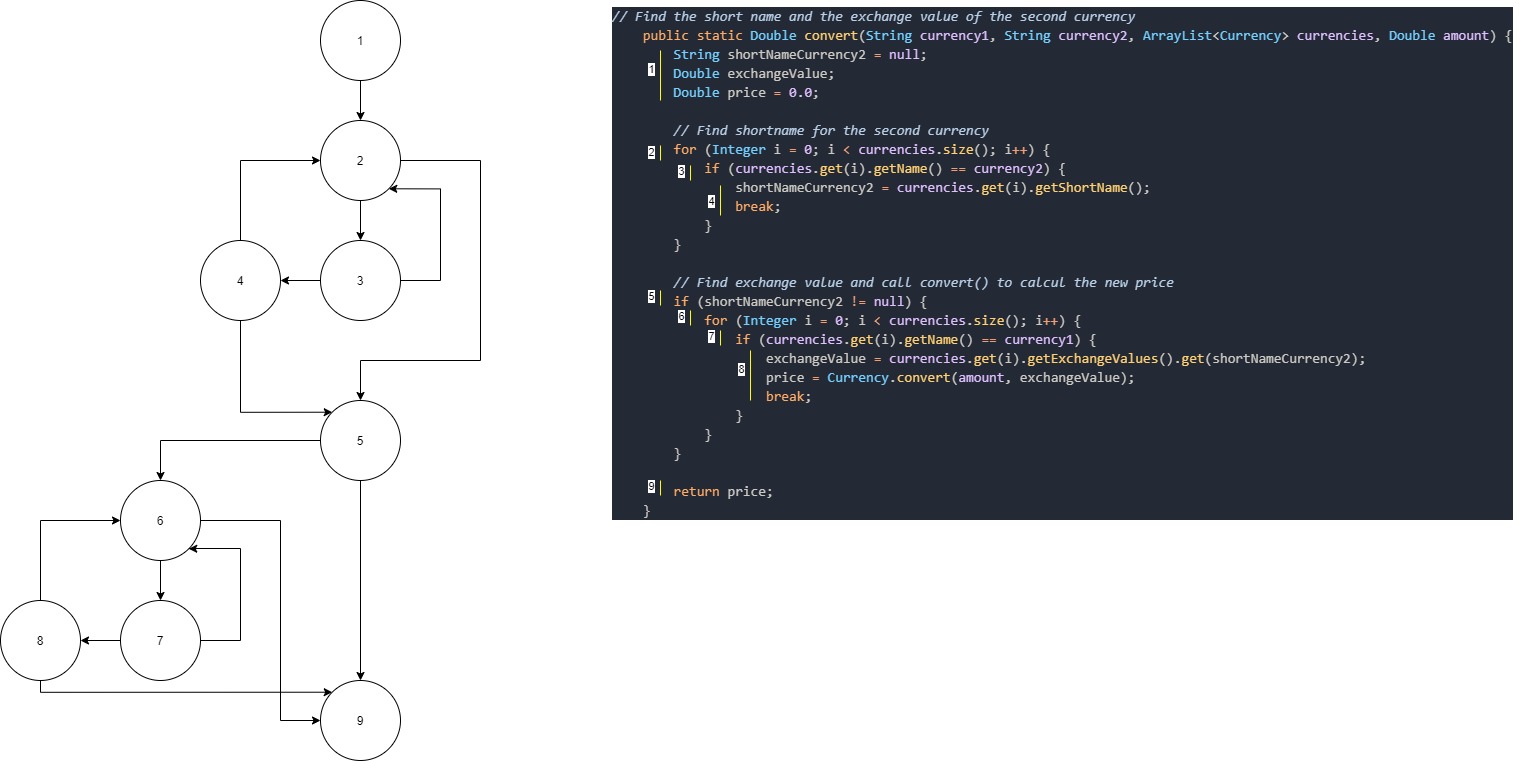 1
2
4
3
5
6
8
7
9
// Find the short name and the exchange value of the second currency
public static Double convert(String currency1, String currency2, ArrayList<Currency> currencies, Double amount) {
String shortNameCurrency2 = null;
1 Double exchangeValue;
Double price = 0.0;
// Find shortname for the second currency
2 for (Integer i = 0; i < currencies.size(); i++) {
3 if (currencies.get(i).getName() == currency2) {
shortNameCurrency2 = currencies.get(i).getShortName();
4 break;
}
}
// Find exchange value and call convert() to calcul the new price
5 if (shortNameCurrency2 != null) {
6 for (Integer i = 0; i < currencies.size(); i++) {
7 if (currencies.get(i).getName() == currency1) {
exchangeValue = currencies.get(i).getExchangeValues().get(shortNameCurrency2);
8 price = Currency.convert(amount, exchangeValue);
break;
}
}
}
9 return price;
}